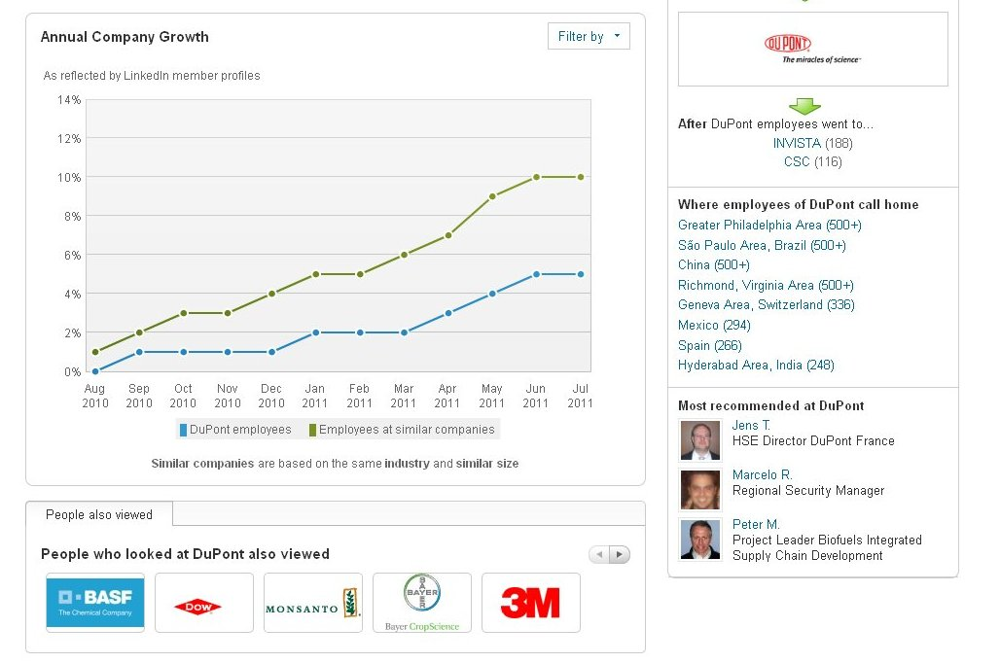 Annual Company Growth
Filter by
As reflected by LinkedIn member profiles
14%
12%
10%
8%
6%
4%
2%
0%
Aug Sep Oct Nov Dec Jan Feb Mar Apr May Jun Jul
2010 2010 2010 2010 2010 2011 2011 2011 2011 2011 2011 2011
DuPont employees Employees at similar companies
Similar companies are based on the same industry and similar size
People also viewed
People who looked at DuPont also viewed
BASF
The Chemical Company
Dow
MONSANTO
BAYER
BAYER
Bayer CropScience
3M
DUPONT
The miracles of science™
After DuPont employees went to...
INVISTA (188)
CSC (116)
Where employees of DuPont call home
Greater Philadelphia Area (500+)
São Paulo Area, Brazil (500+)
China (500+)
Richmond, Virginia Area (500+)
Geneva Area, Switzerland (336)
Mexico (294)
Spain (266)
Hyderabad Area, India (248)
Most recommended at DuPont
Jens T.
HSE Director DuPont France
Marcelo R.
Regional Security Manager
Peter M.
Project Leader Biofuels Integrated
Supply Chain Development